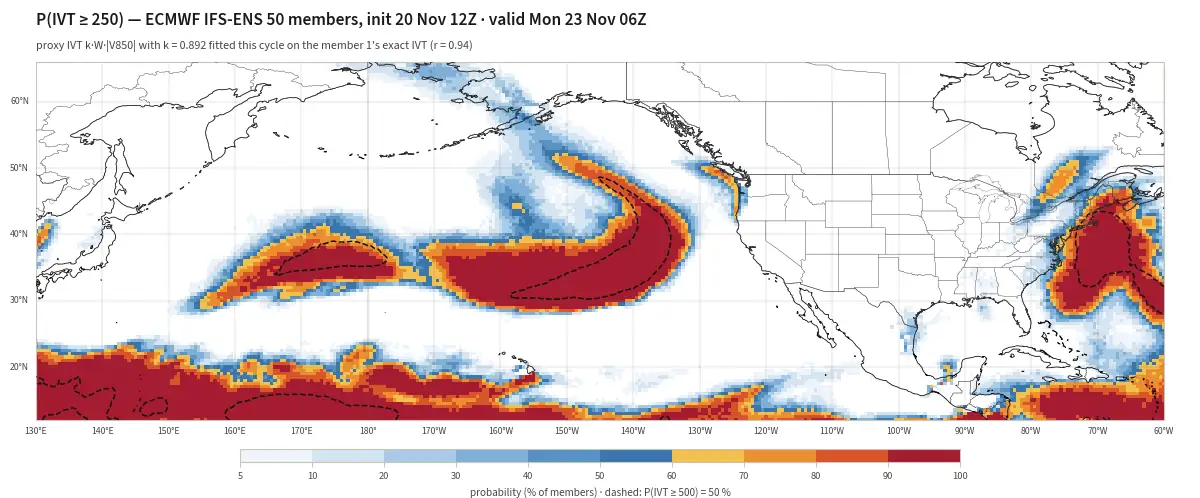 P(IVT ≥ 250) — ECMWF IFS-ENS 50 members, init 20 Nov 12Z · valid Mon 23 Nov 06Z
proxy IVT k·W·|V850| with k = 0.892 fitted this cycle on the member 1's exact IVT (r = 0.94)
60°N
50°N
40°N
30°N
20°N
130°E 140°E 150°E 160°E 170°E 180° 170°W 160°W 150°W 140°W 130°W 120°W 110°W 100°W 90°W 80°W 70°W 60°W
5 10 20 30 40 50 60 70 80 90 100
probability (% of members) · dashed: P(IVT ≥ 500) = 50 %